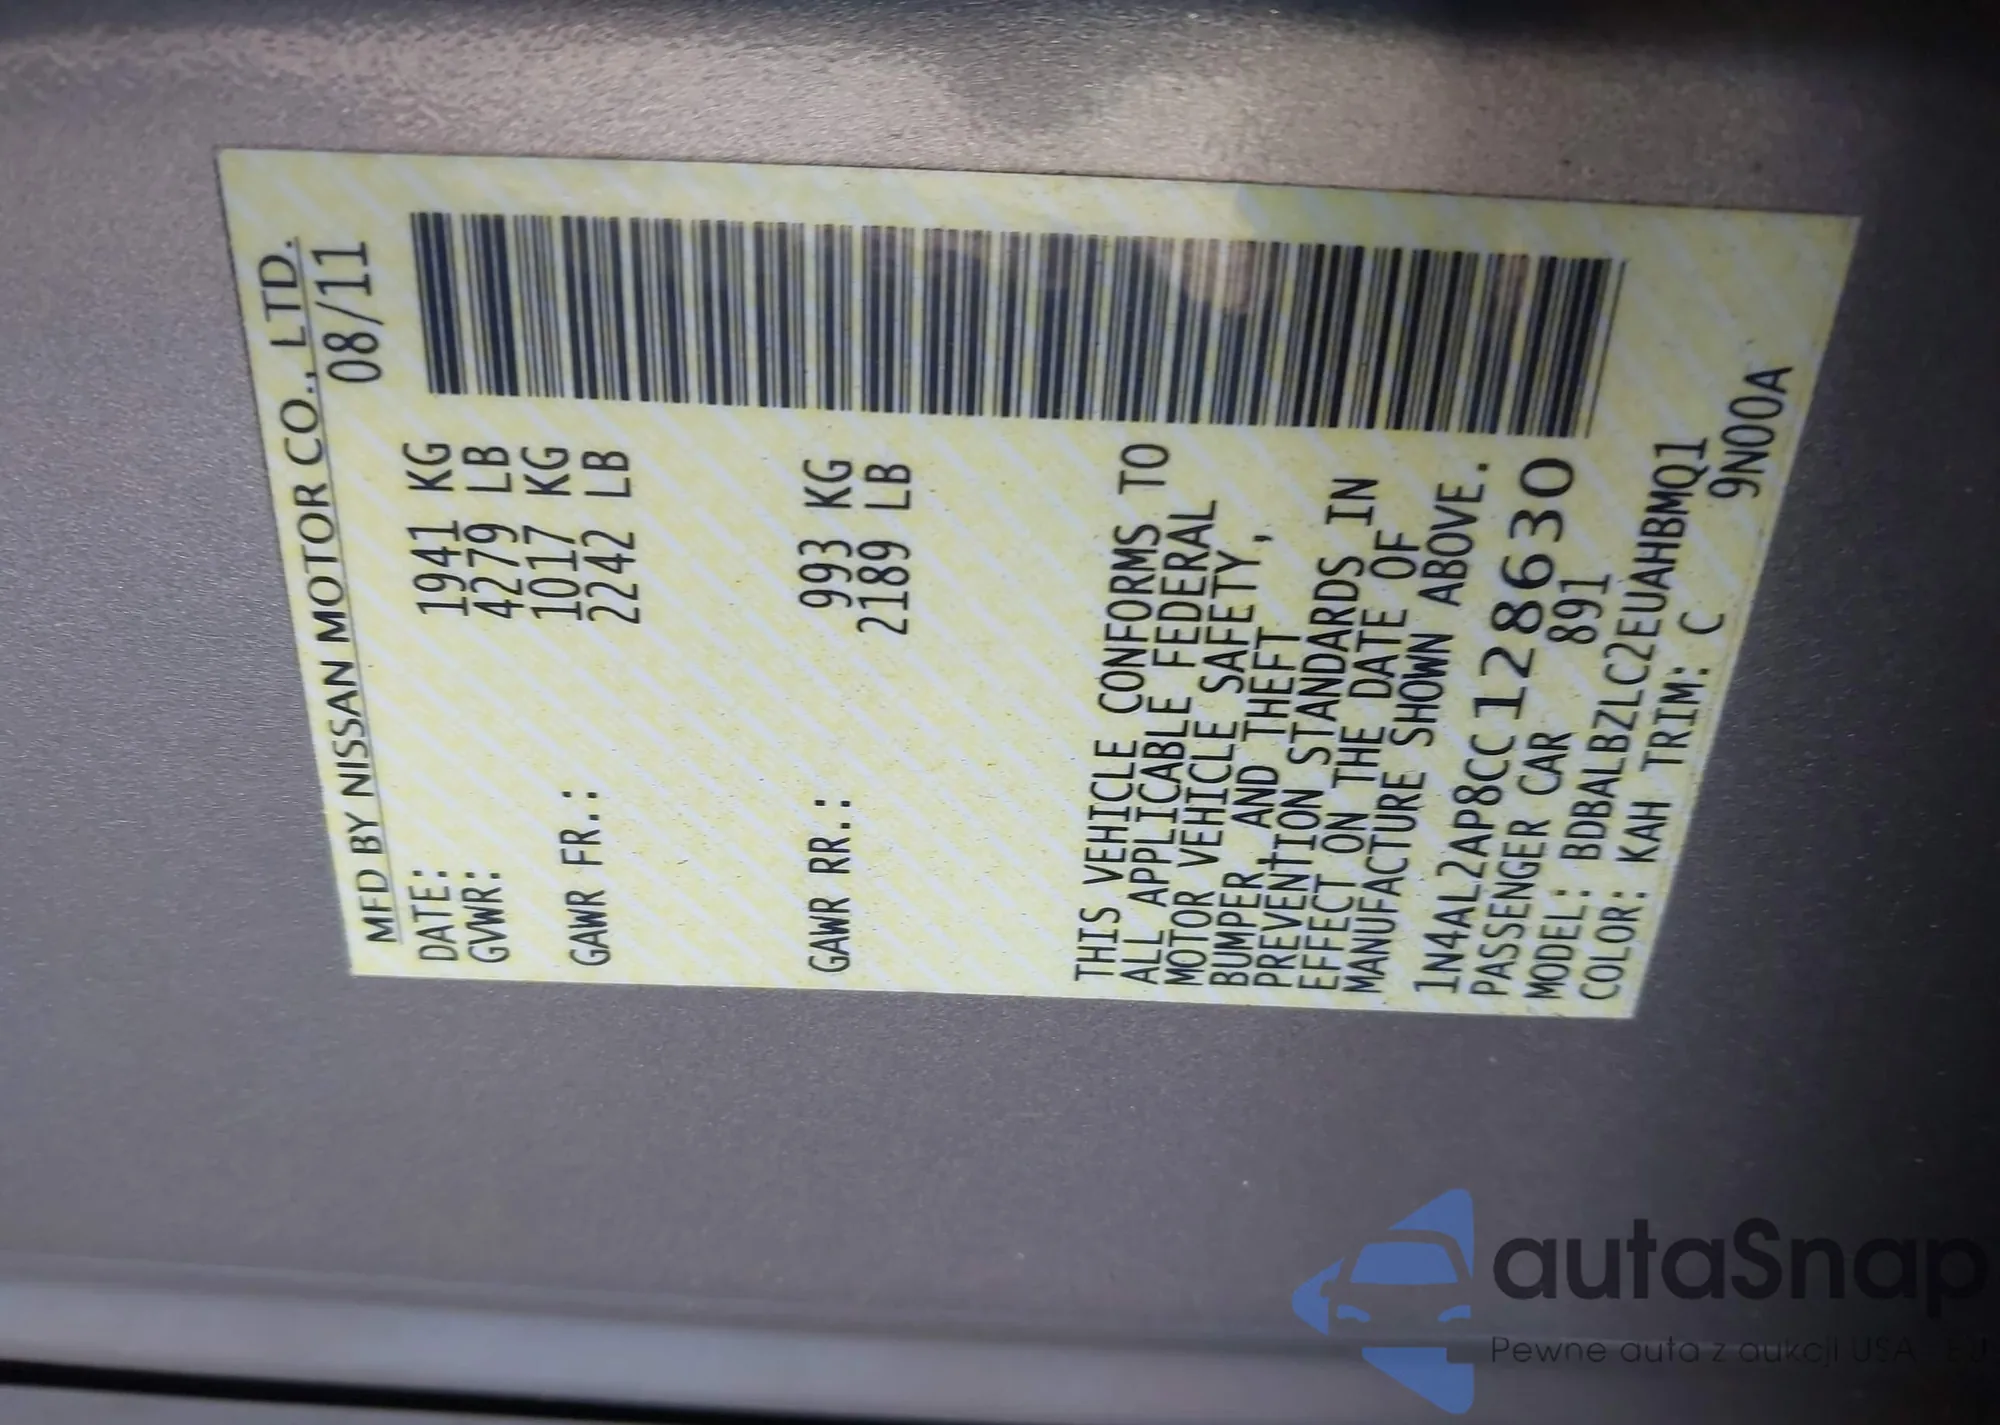 MFD BY NISSAN MOTOR CO., LTD.
DATE: 08/11
GVWR: 1941 KG
4279 LB
GAWR FR.: 1017 KG
2242 LB
GAWR RR.: 993 KG
2189 LB
THIS VEHICLE CONFORMS TO
ALL APPLICABLE FEDERAL
MOTOR VEHICLE SAFETY,
BUMPER, AND THEFT
PREVENTION STANDARDS IN
EFFECT ON THE DATE OF
MANUFACTURE SHOWN ABOVE.
1N4AL2AP8CC128630
PASSENGER CAR 891
MODEL: BDBALBZLC2EUAHBMQ1
COLOR: KAH TRIM: C 9N00A
autaSnap
Pewne auta z aukcji USA - EU